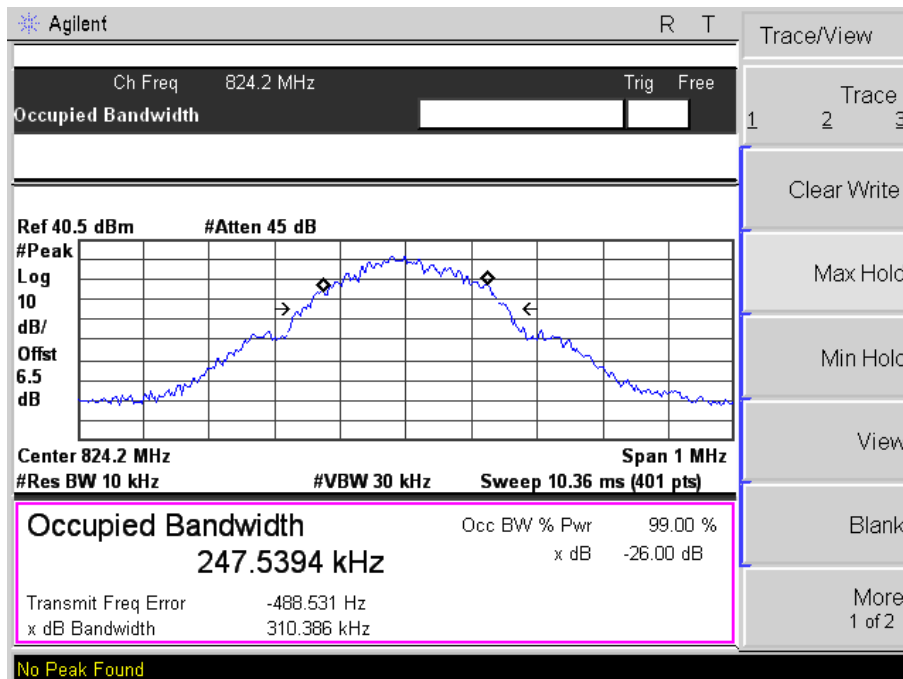 Agilent R T
Trace/View
Ch Freq 824.2 MHz Trig Free
Occupied Bandwidth
Trace
1 2 3
Clear Write
Max Hold
Min Hold
View
Blank
More
1 of 2
Ref 40.5 dBm #Atten 45 dB
#Peak
Log
10
dB/
Offst
6.5
dB
Center 824.2 MHz Span 1 MHz
#Res BW 10 kHz #VBW 30 kHz Sweep 10.36 ms (401 pts)
Occupied Bandwidth Occ BW % Pwr 99.00 %
247.5394 kHz x dB -26.00 dB
Transmit Freq Error -488.531 Hz
x dB Bandwidth 310.386 kHz
No Peak Found